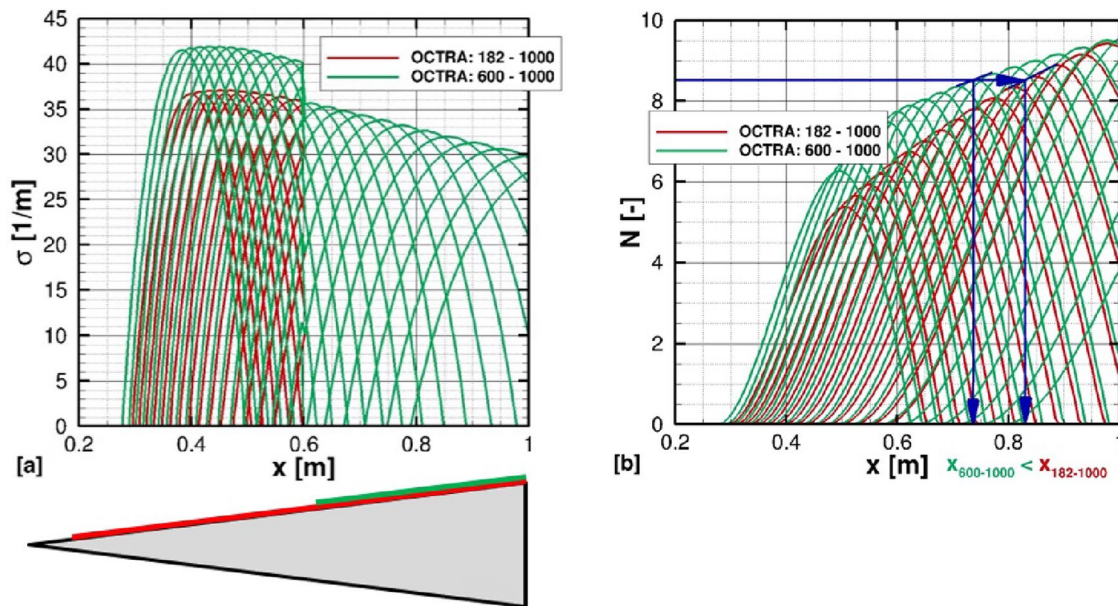 45
40
35
30
25
20
15
10
5
0
σ [1/m]
OCTRA: 182 - 1000
OCTRA: 600 - 1000
0.2 0.4 0.6 0.8 1
[a] x [m]
10
8
6
4
2
0
N [-]
OCTRA: 182 - 1000
OCTRA: 600 - 1000
0.2 0.4 0.6 0.8 1
[b] x [m] x600-1000 < x182-1000